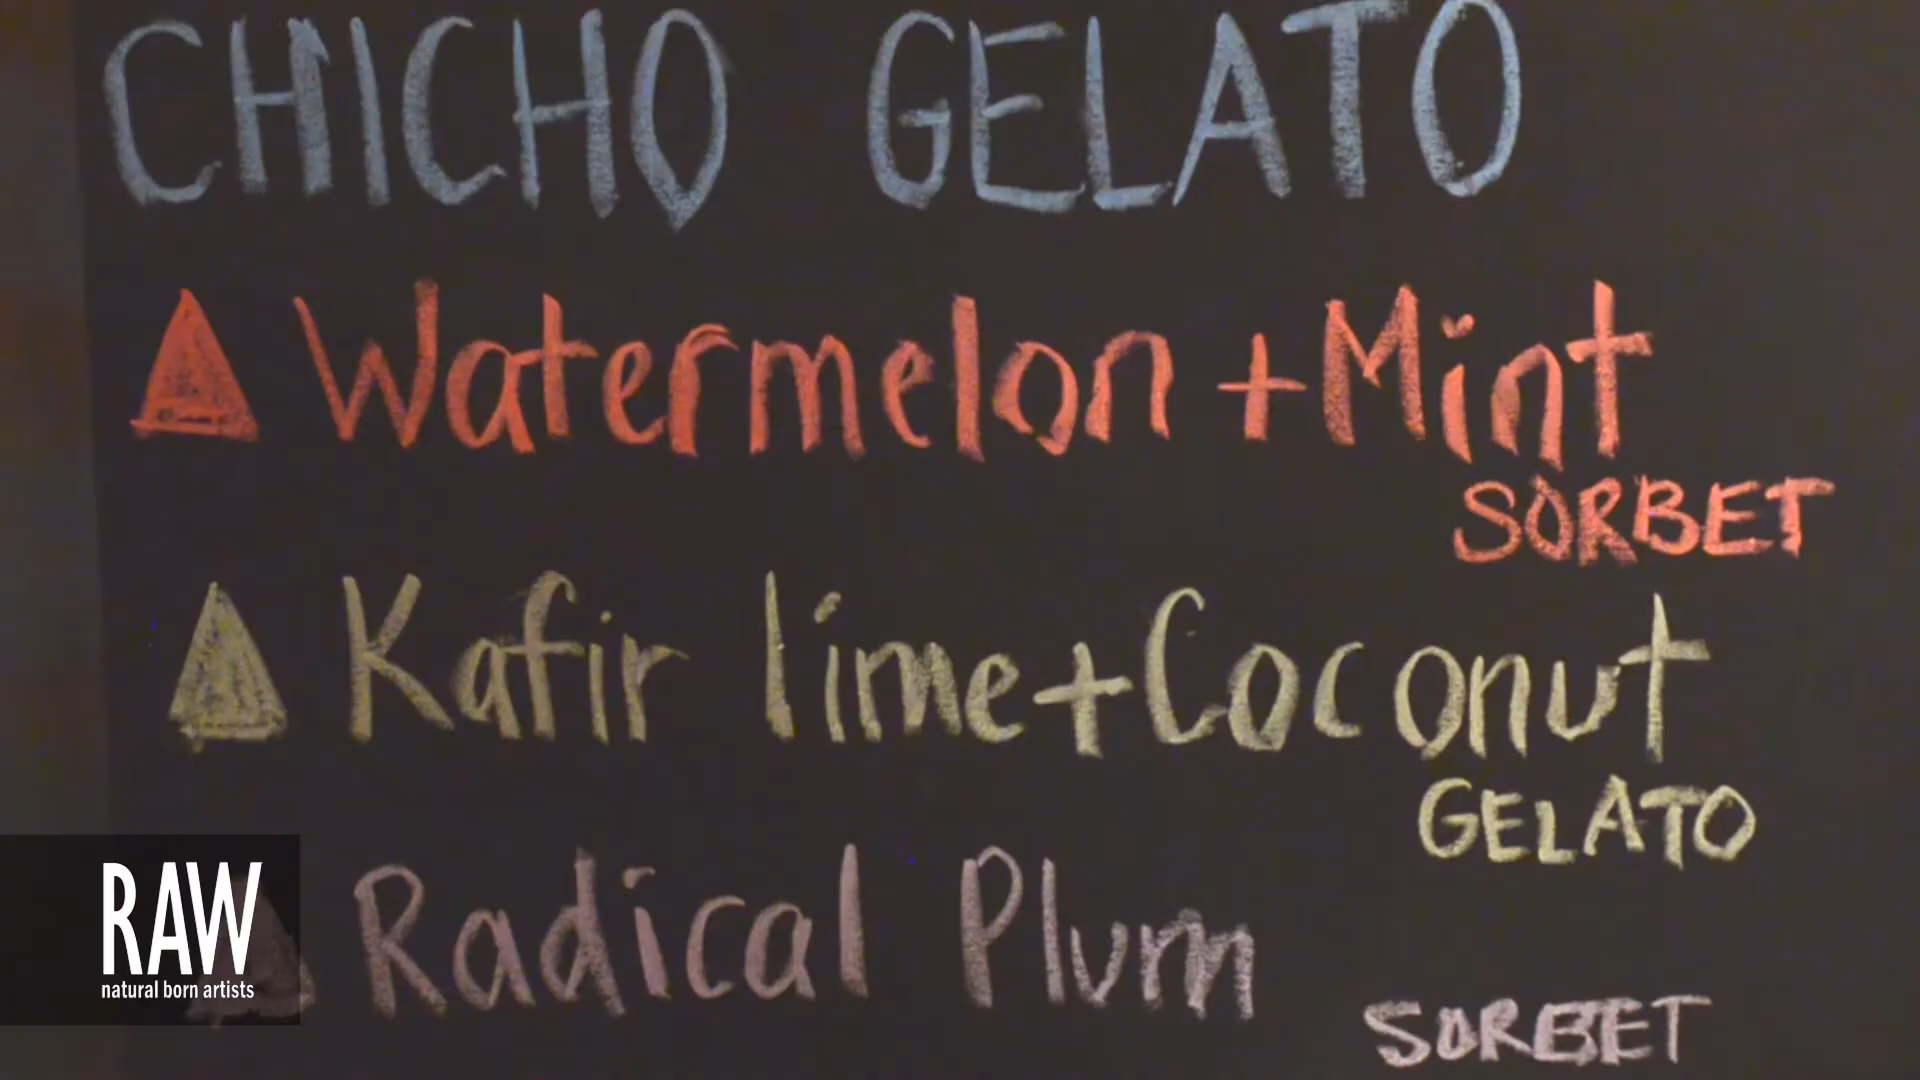 CHICHO GELATO
Watermelon + Mint
SORBET
Kafir lime + Coconut
GELATO
Radical Plum
SORBET
RAW
natural born artists